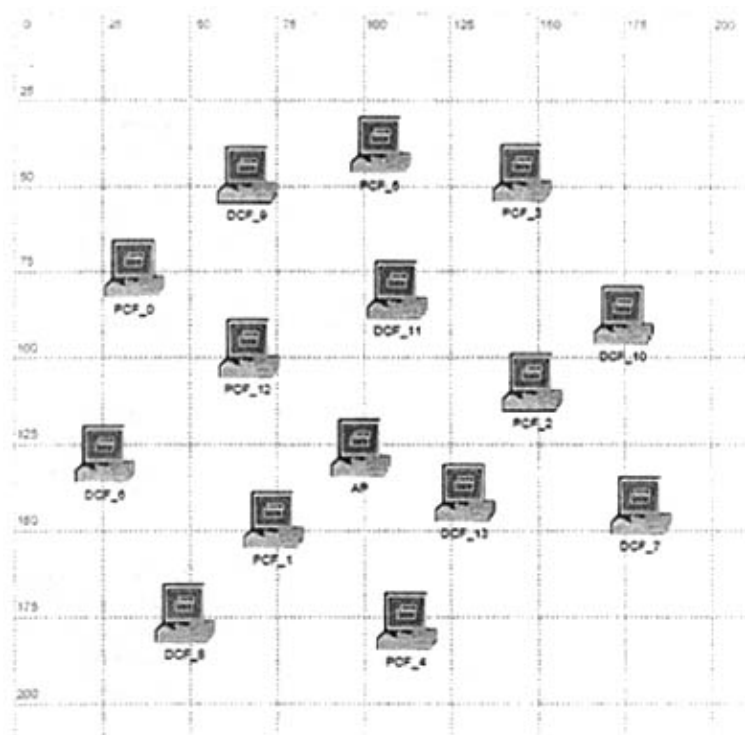 0 25 50 75 100 125 150 175 200
25
PCF_5
DCF_9
PCF_3
50
75
PCF_0
DCF_11
DCF_10
100
PCF_12
PCF_2
125
AP
DCF_6
DCF_13
DCF_7
150
PCF_1
175
DCF_8
PCF_4
200